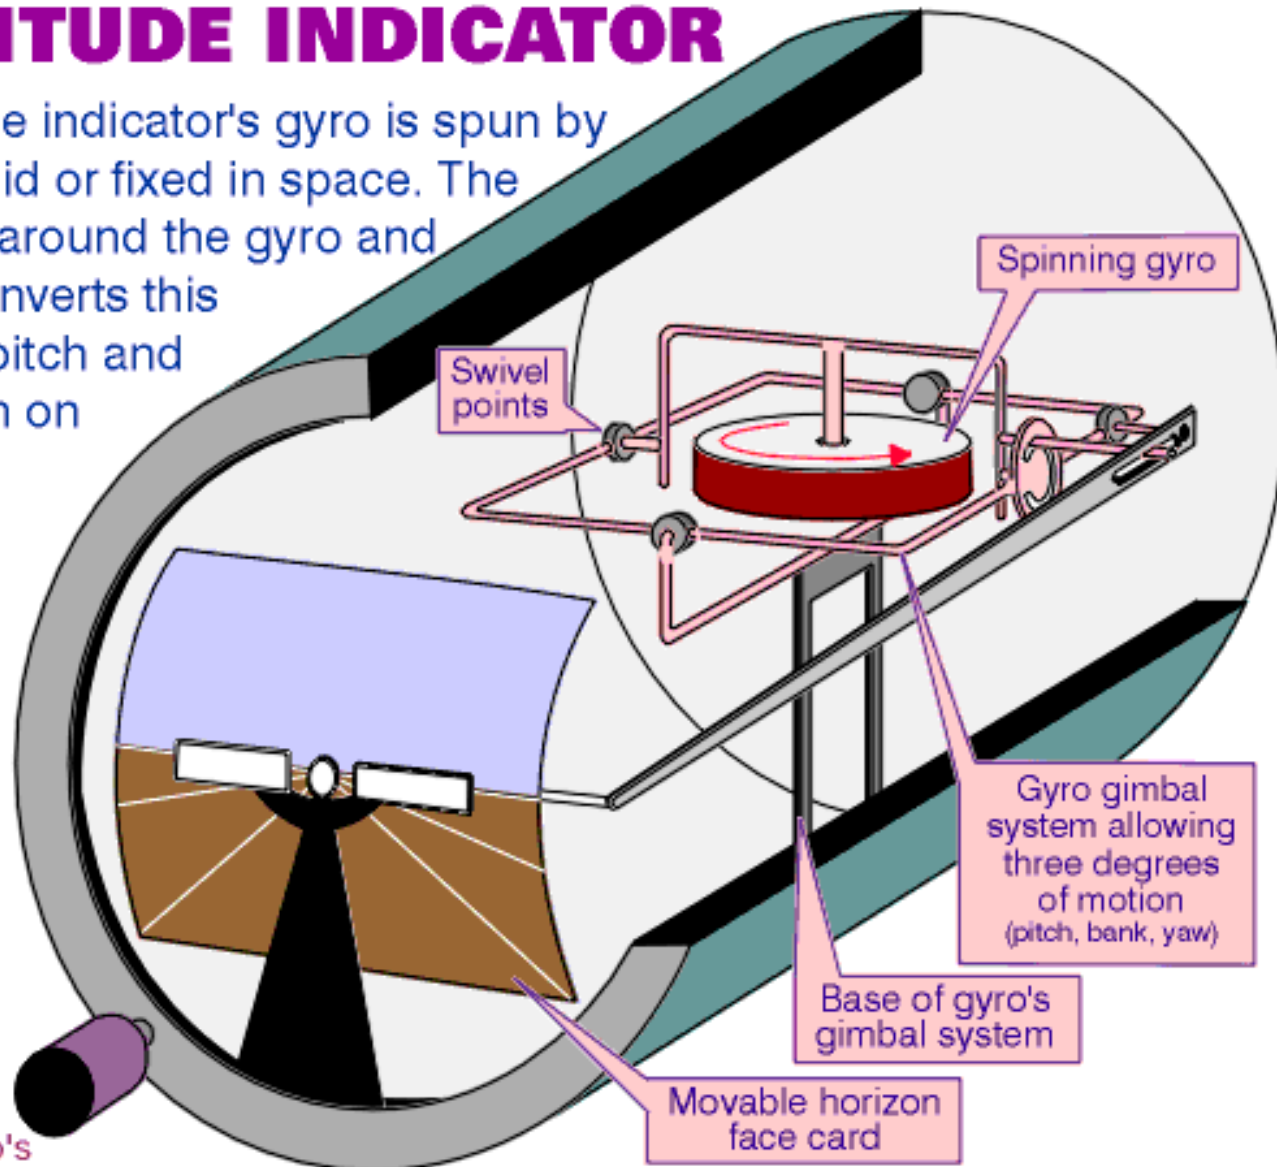 ITUDE INDICATOR
e indicator's gyro is spun by
id or fixed in space. The
around the gyro and
nverts this
pitch and
n on
Spinning gyro
Swivel
points
Gyro gimbal
system allowing
three degrees
of motion
(pitch, bank, yaw)
Base of gyro's
gimbal system
Movable horizon
face card
o's